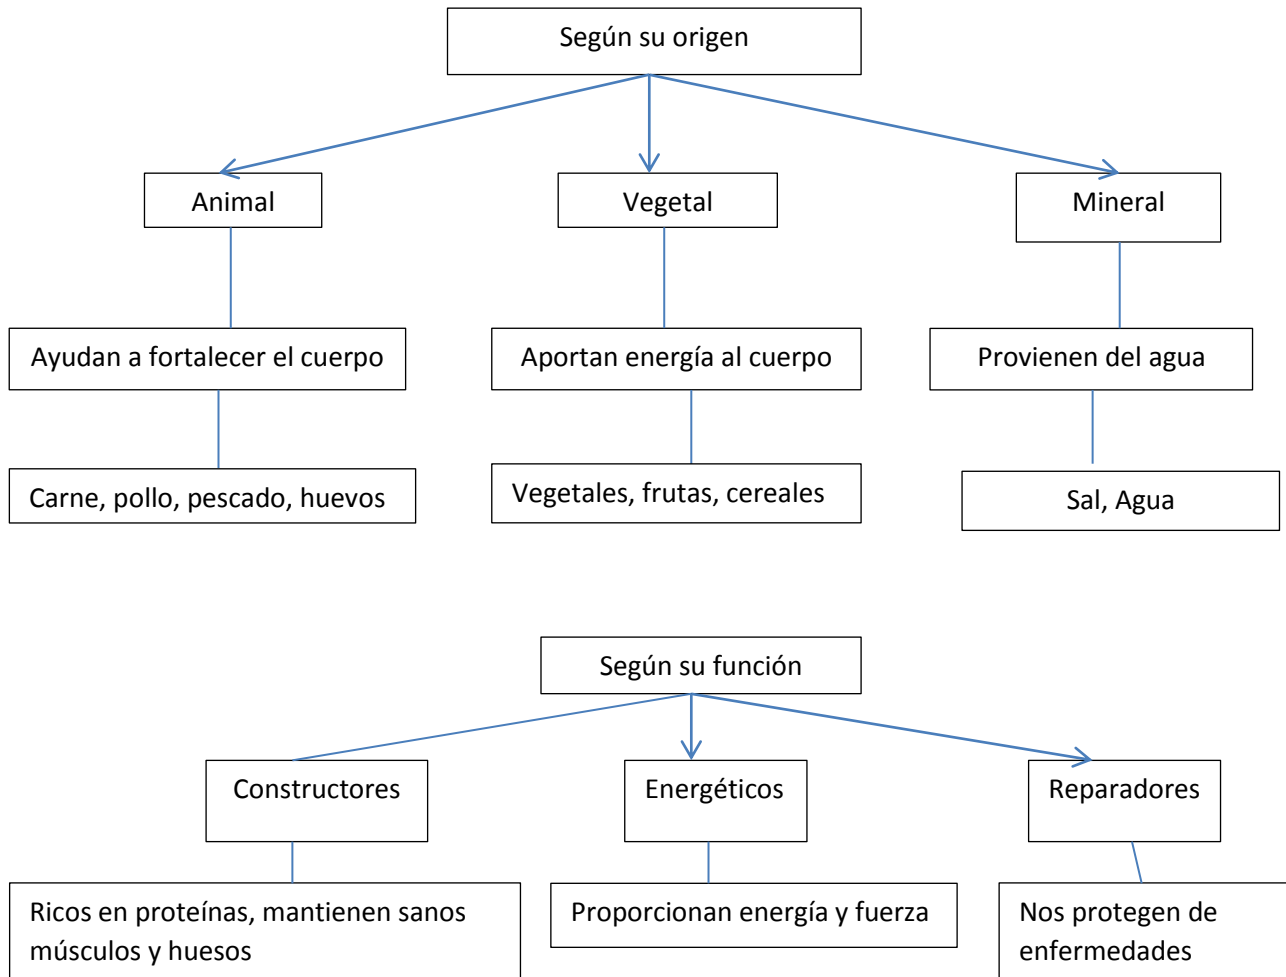 Según su origen
Animal
Vegetal
Mineral
Ayudan a fortalecer el cuerpo
Aportan energía al cuerpo
Provienen del agua
Carne, pollo, pescado, huevos
Vegetales, frutas, cereales
Sal, Agua
Según su función
Constructores
Energéticos
Reparadores
Ricos en proteínas, mantienen sanos
músculos y huesos
Proporcionan energía y fuerza
Nos protegen de
enfermedades